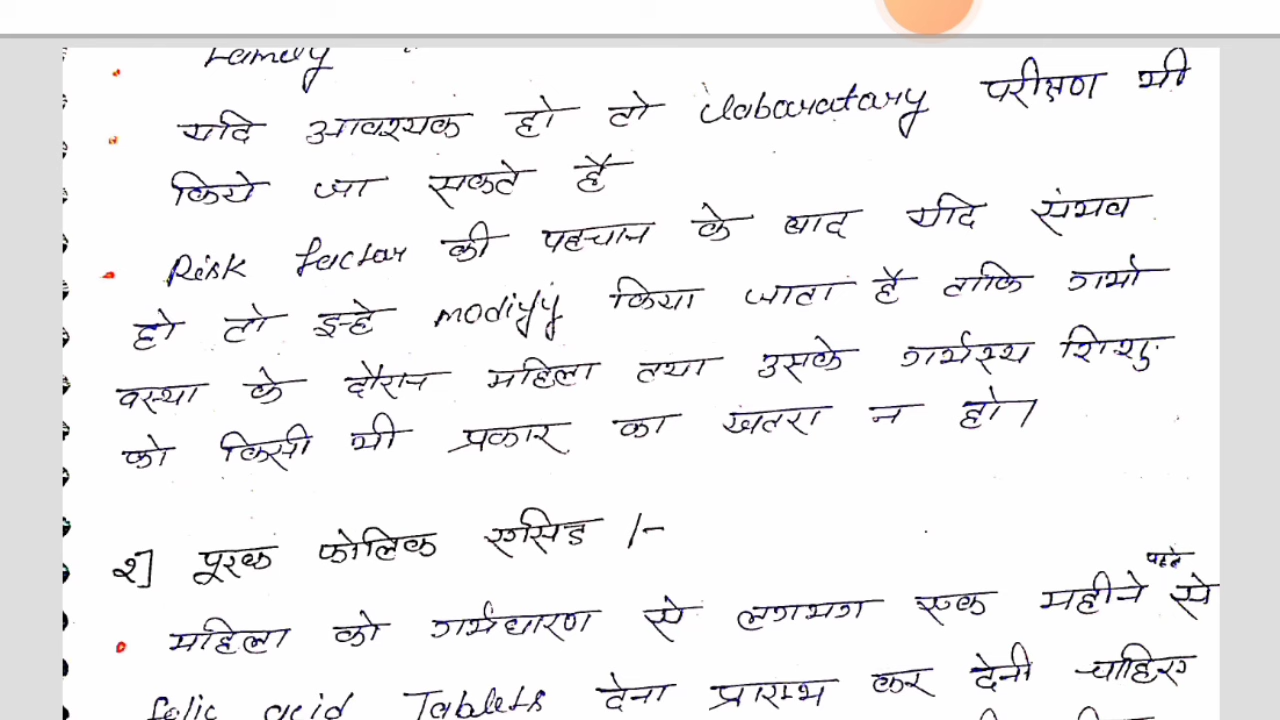 यदि आवश्यक हो तो laboratory परीक्षण भी
किये जा सकते है
Risk factor की पहचान के बाद यदि संभव
हो तो इन्हे modify किया जाता है ताकि गर्भा
वस्था के दौरान महिला तथा उसके गर्भस्थ शिशु
को किसी भी प्रकार का खतरा न हो।
२] पूरक फोलिक एसिड :-
महिला को गर्भधारण से लगभग एक महीने पहले से
folic acid Tablets देना प्रारम्भ कर देनी चाहिए